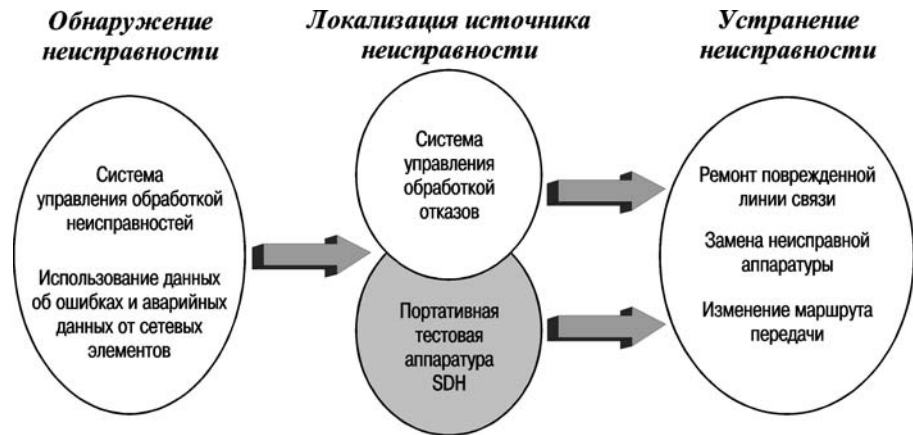 Обнаружение
неисправности
Локализация источника
неисправности
Устранение
неисправности
Система
управления обработкой
неисправностей
Использование данных
об ошибках и аварийных
данных от сетевых
элементов
Система
управления
обработкой
отказов
Портативная
тестовая
аппаратура
SDH
Ремонт поврежденной
линии связи
Замена неисправной
аппаратуры
Изменение маршрута
передачи